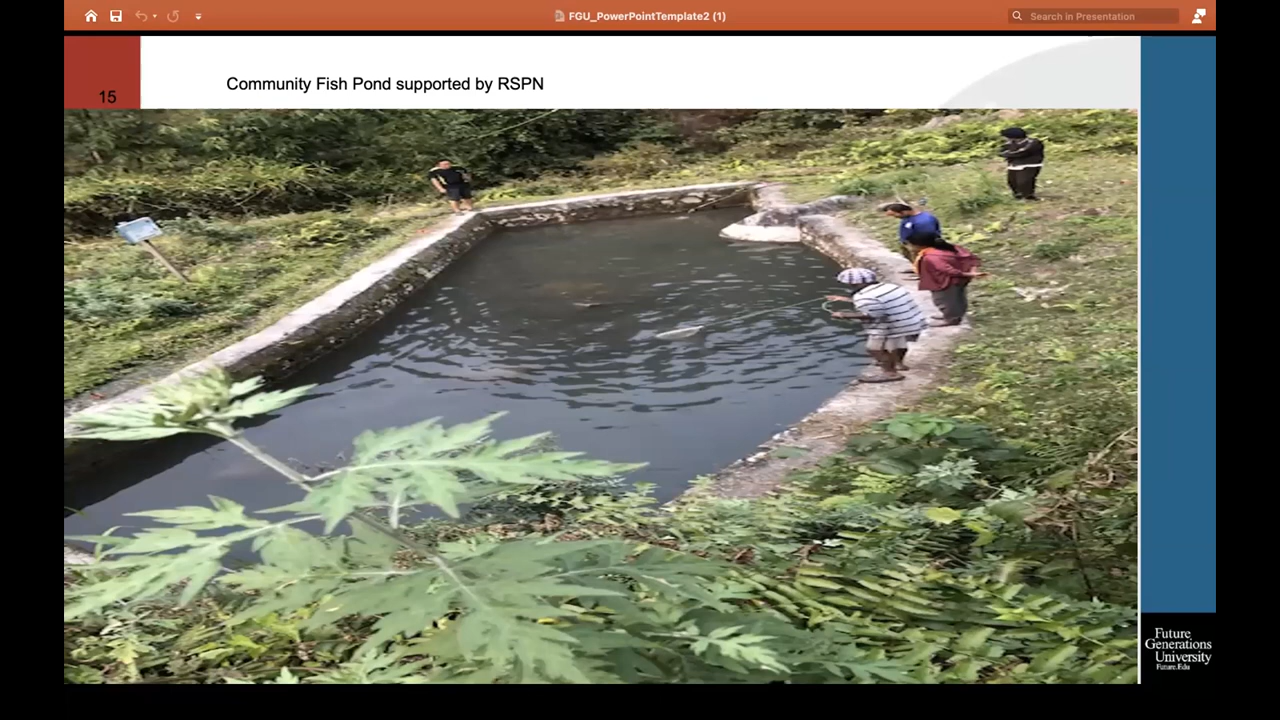 FGU_PowerPointTemplate2 (1)
Search in Presentation
15
Community Fish Pond supported by RSPN
Future
Generations
University
Future.Edu